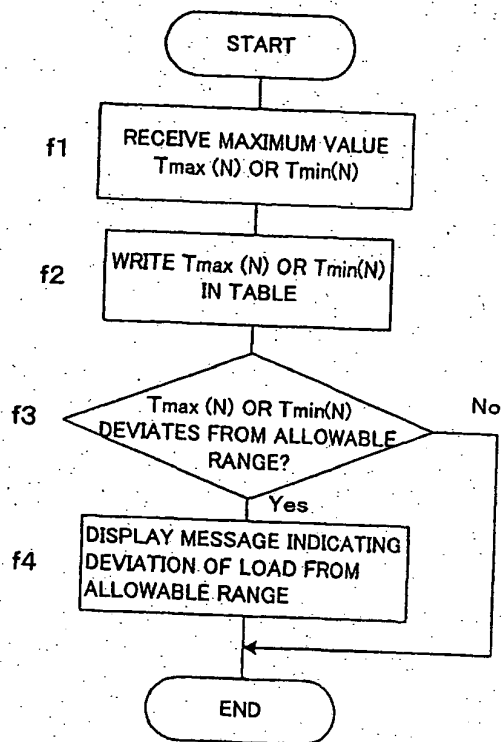 START
f1
RECEIVE MAXIMUM VALUE
Tmax (N) OR Tmin(N)
f2
WRITE Tmax (N) OR Tmin(N)
IN TABLE
f3
Tmax (N) OR Tmin(N)
DEVIATES FROM ALLOWABLE
RANGE?
No
Yes
f4
DISPLAY MESSAGE INDICATING
DEVIATION OF LOAD FROM
ALLOWABLE RANGE
END